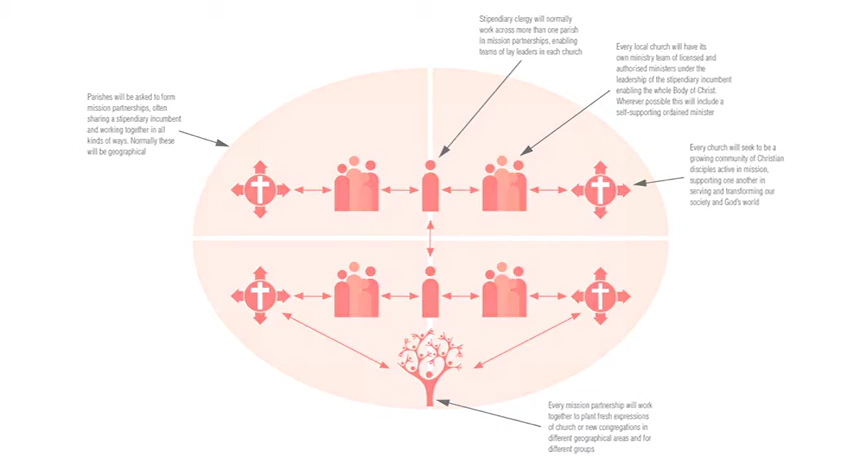 Stipendiary clergy will normally
work across more than one parish
in mission partnerships, enabling
teams of lay leaders in each church
Every local church will have its
own ministry team of licensed and
authorised ministers under the
leadership of the stipendiary incumbent
enabling the whole Body of Christ.
Wherever possible this will include a
self-supporting ordained minister
Parishes will be asked to form
mission partnerships, often
sharing a stipendiary incumbent
and working together in all
kinds of ways. Normally these
will be geographical
Every church will seek to be a
growing community of Christian
disciples active in mission,
supporting one another in
serving and transforming our
society and God's world
Every mission partnership will work
together to plant fresh expressions
of church or new congregations in
different geographical areas and for
different groups